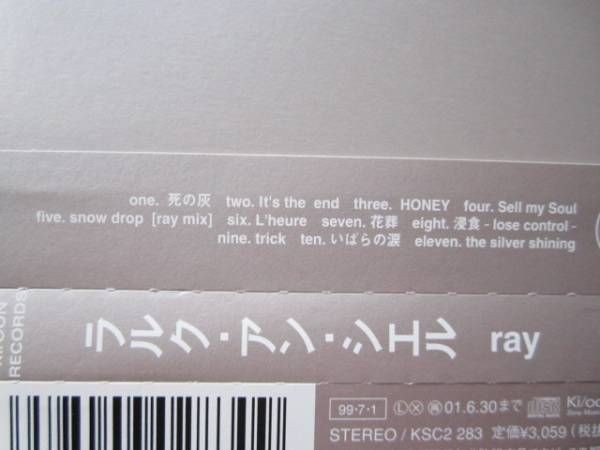 one. 死の灰 two. It's the end three. HONEY four. Sell my Soul
five. snow drop [ray mix] six. L'heure seven. 花葬 eight. 浸食 - lose control -
nine. trick ten. いばらの涙 eleven. the silver shining
RECORDS
ラルク・アン・シエル ray
99・7・1 Ⓛ Ⓧ 01.6.30まで
STEREO / KSC2 283 定価¥3,059 (税抜